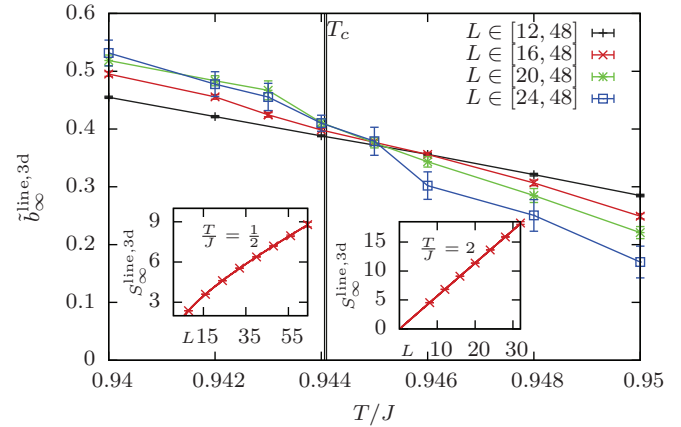 T_c
L ∈ [12, 48]
L ∈ [16, 48]
L ∈ [20, 48]
L ∈ [24, 48]
b̃_∞^{line,3d}
0.6
0.5
0.4
0.3
0.2
0.1
0
S_∞^{line,3d}
9
6
3
T/J = 1/2
L 15 35 55
S_∞^{line,3d}
15
10
5
0
T/J = 2
L 10 20 30
0.94 0.942 0.944 0.946 0.948 0.95
T/J